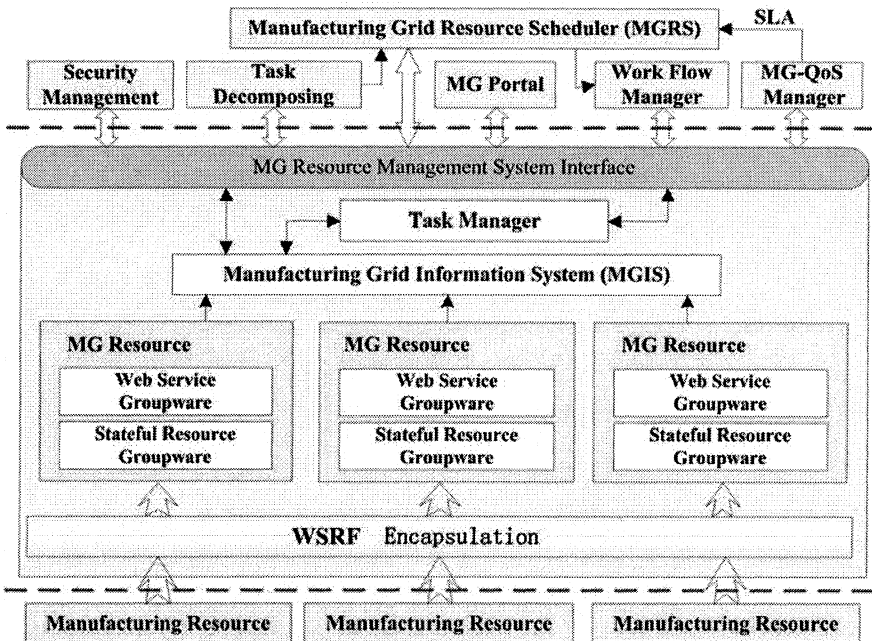 Manufacturing Grid Resource Scheduler (MGRS)
SLA
Security
Management
Task
Decomposing
MG Portal
Work Flow
Manager
MG-QoS
Manager
MG Resource Management System Interface
Task Manager
Manufacturing Grid Information System (MGIS)
MG Resource
Web Service
Groupware
Stateful Resource
Groupware
MG Resource
Web Service
Groupware
Stateful Resource
Groupware
MG Resource
Web Service
Groupware
Stateful Resource
Groupware
WSRF Encapsulation
Manufacturing Resource
Manufacturing Resource
Manufacturing Resource